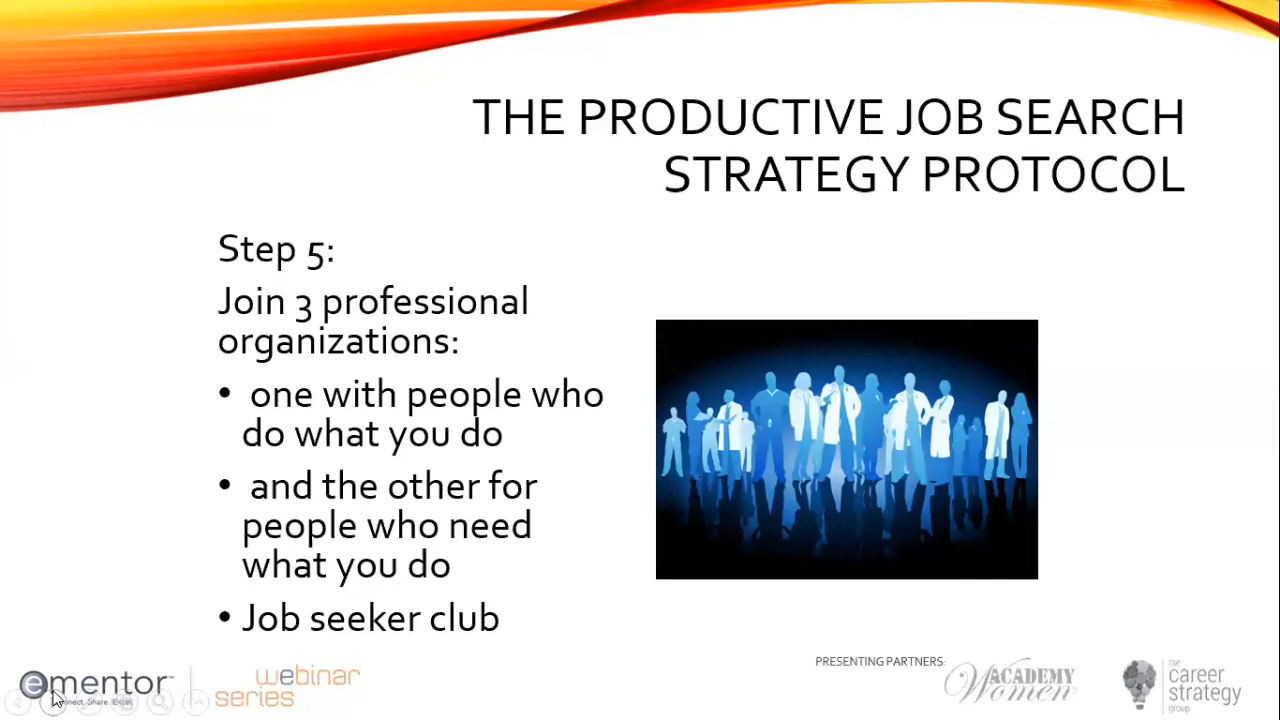 THE PRODUCTIVE JOB SEARCH
STRATEGY PROTOCOL
Step 5:
Join 3 professional
organizations:
• one with people who
do what you do
• and the other for
people who need
what you do
• Job seeker club
ementor™
Connect. Share. Excel.
webinar
series
PRESENTING PARTNERS:
ACADEMY
Women
the
career
strategy
group